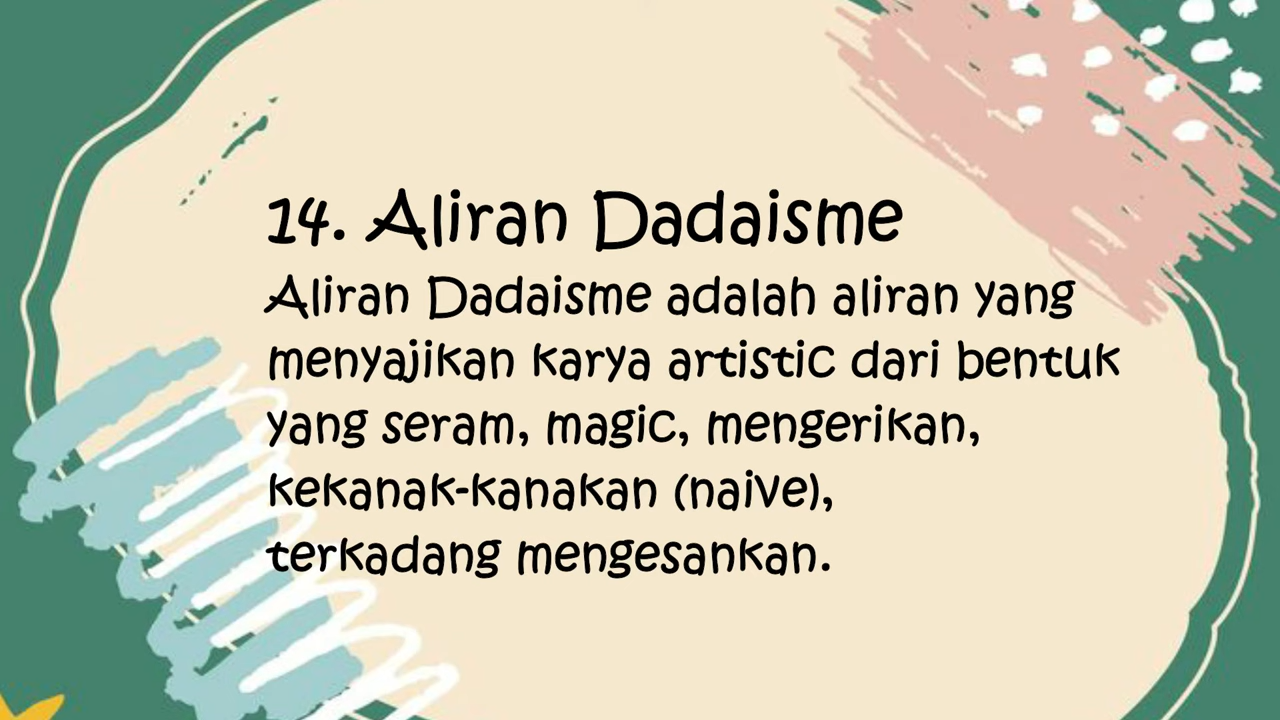 14. Aliran Dadaisme
Aliran Dadaisme adalah aliran yang
menyajikan karya artistic dari bentuk
yang seram, magic, mengerikan,
kekanak-kanakan (naive),
terkadang mengesankan.